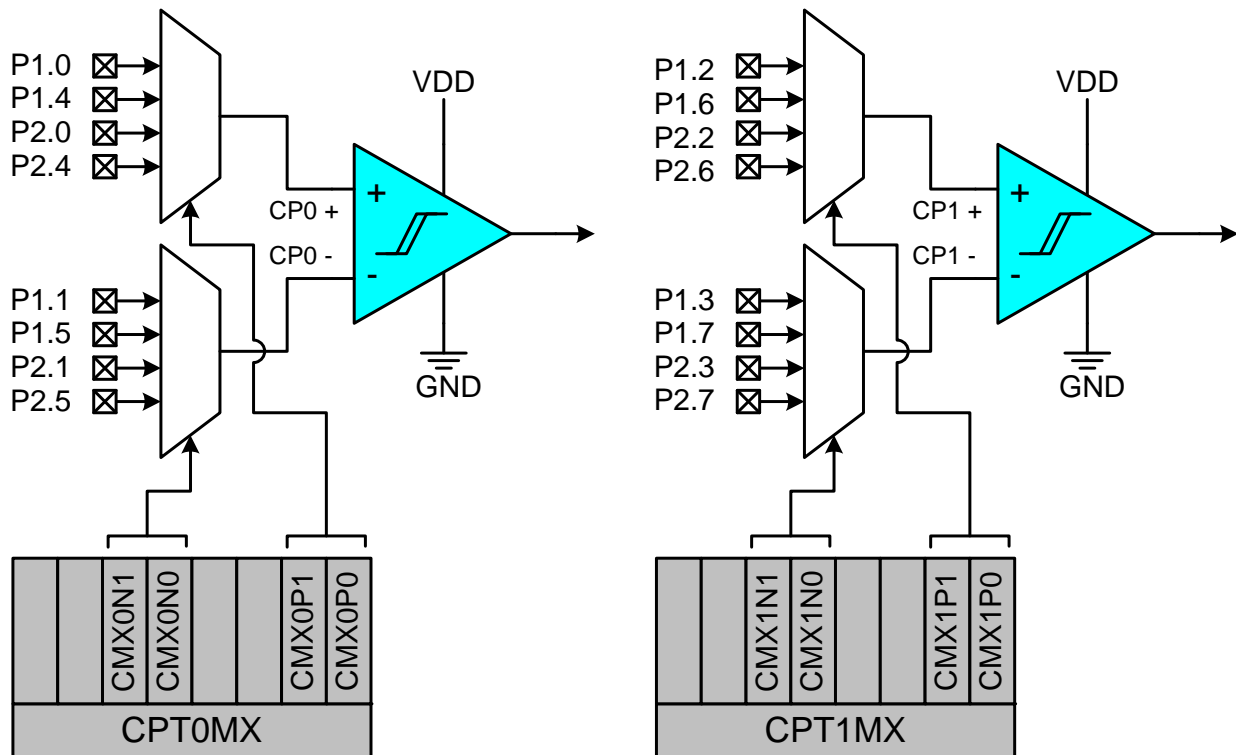 P1.0
P1.4
P2.0
P2.4
VDD
CP0 +
CP0 -
+
-
P1.1
P1.5
P2.1
P2.5
GND
CMX0N1
CMX0N0
CMX0P1
CMX0P0
CPT0MX
P1.2
P1.6
P2.2
P2.6
VDD
CP1 +
CP1 -
+
-
P1.3
P1.7
P2.3
P2.7
GND
CMX1N1
CMX1N0
CMX1P1
CMX1P0
CPT1MX